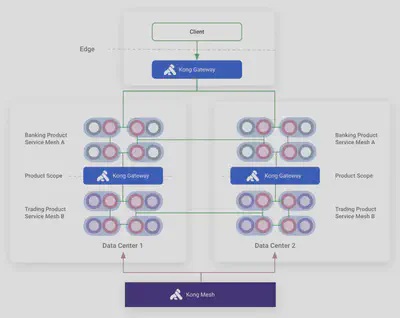 Client
Edge
Kong Gateway
Banking Product
Service Mesh A
Banking Product
Service Mesh A
Product Scope
Kong Gateway
Kong Gateway
Product Scope
Trading Product
Service Mesh B
Trading Product
Service Mesh B
Data Center 1
Data Center 2
Kong Mesh